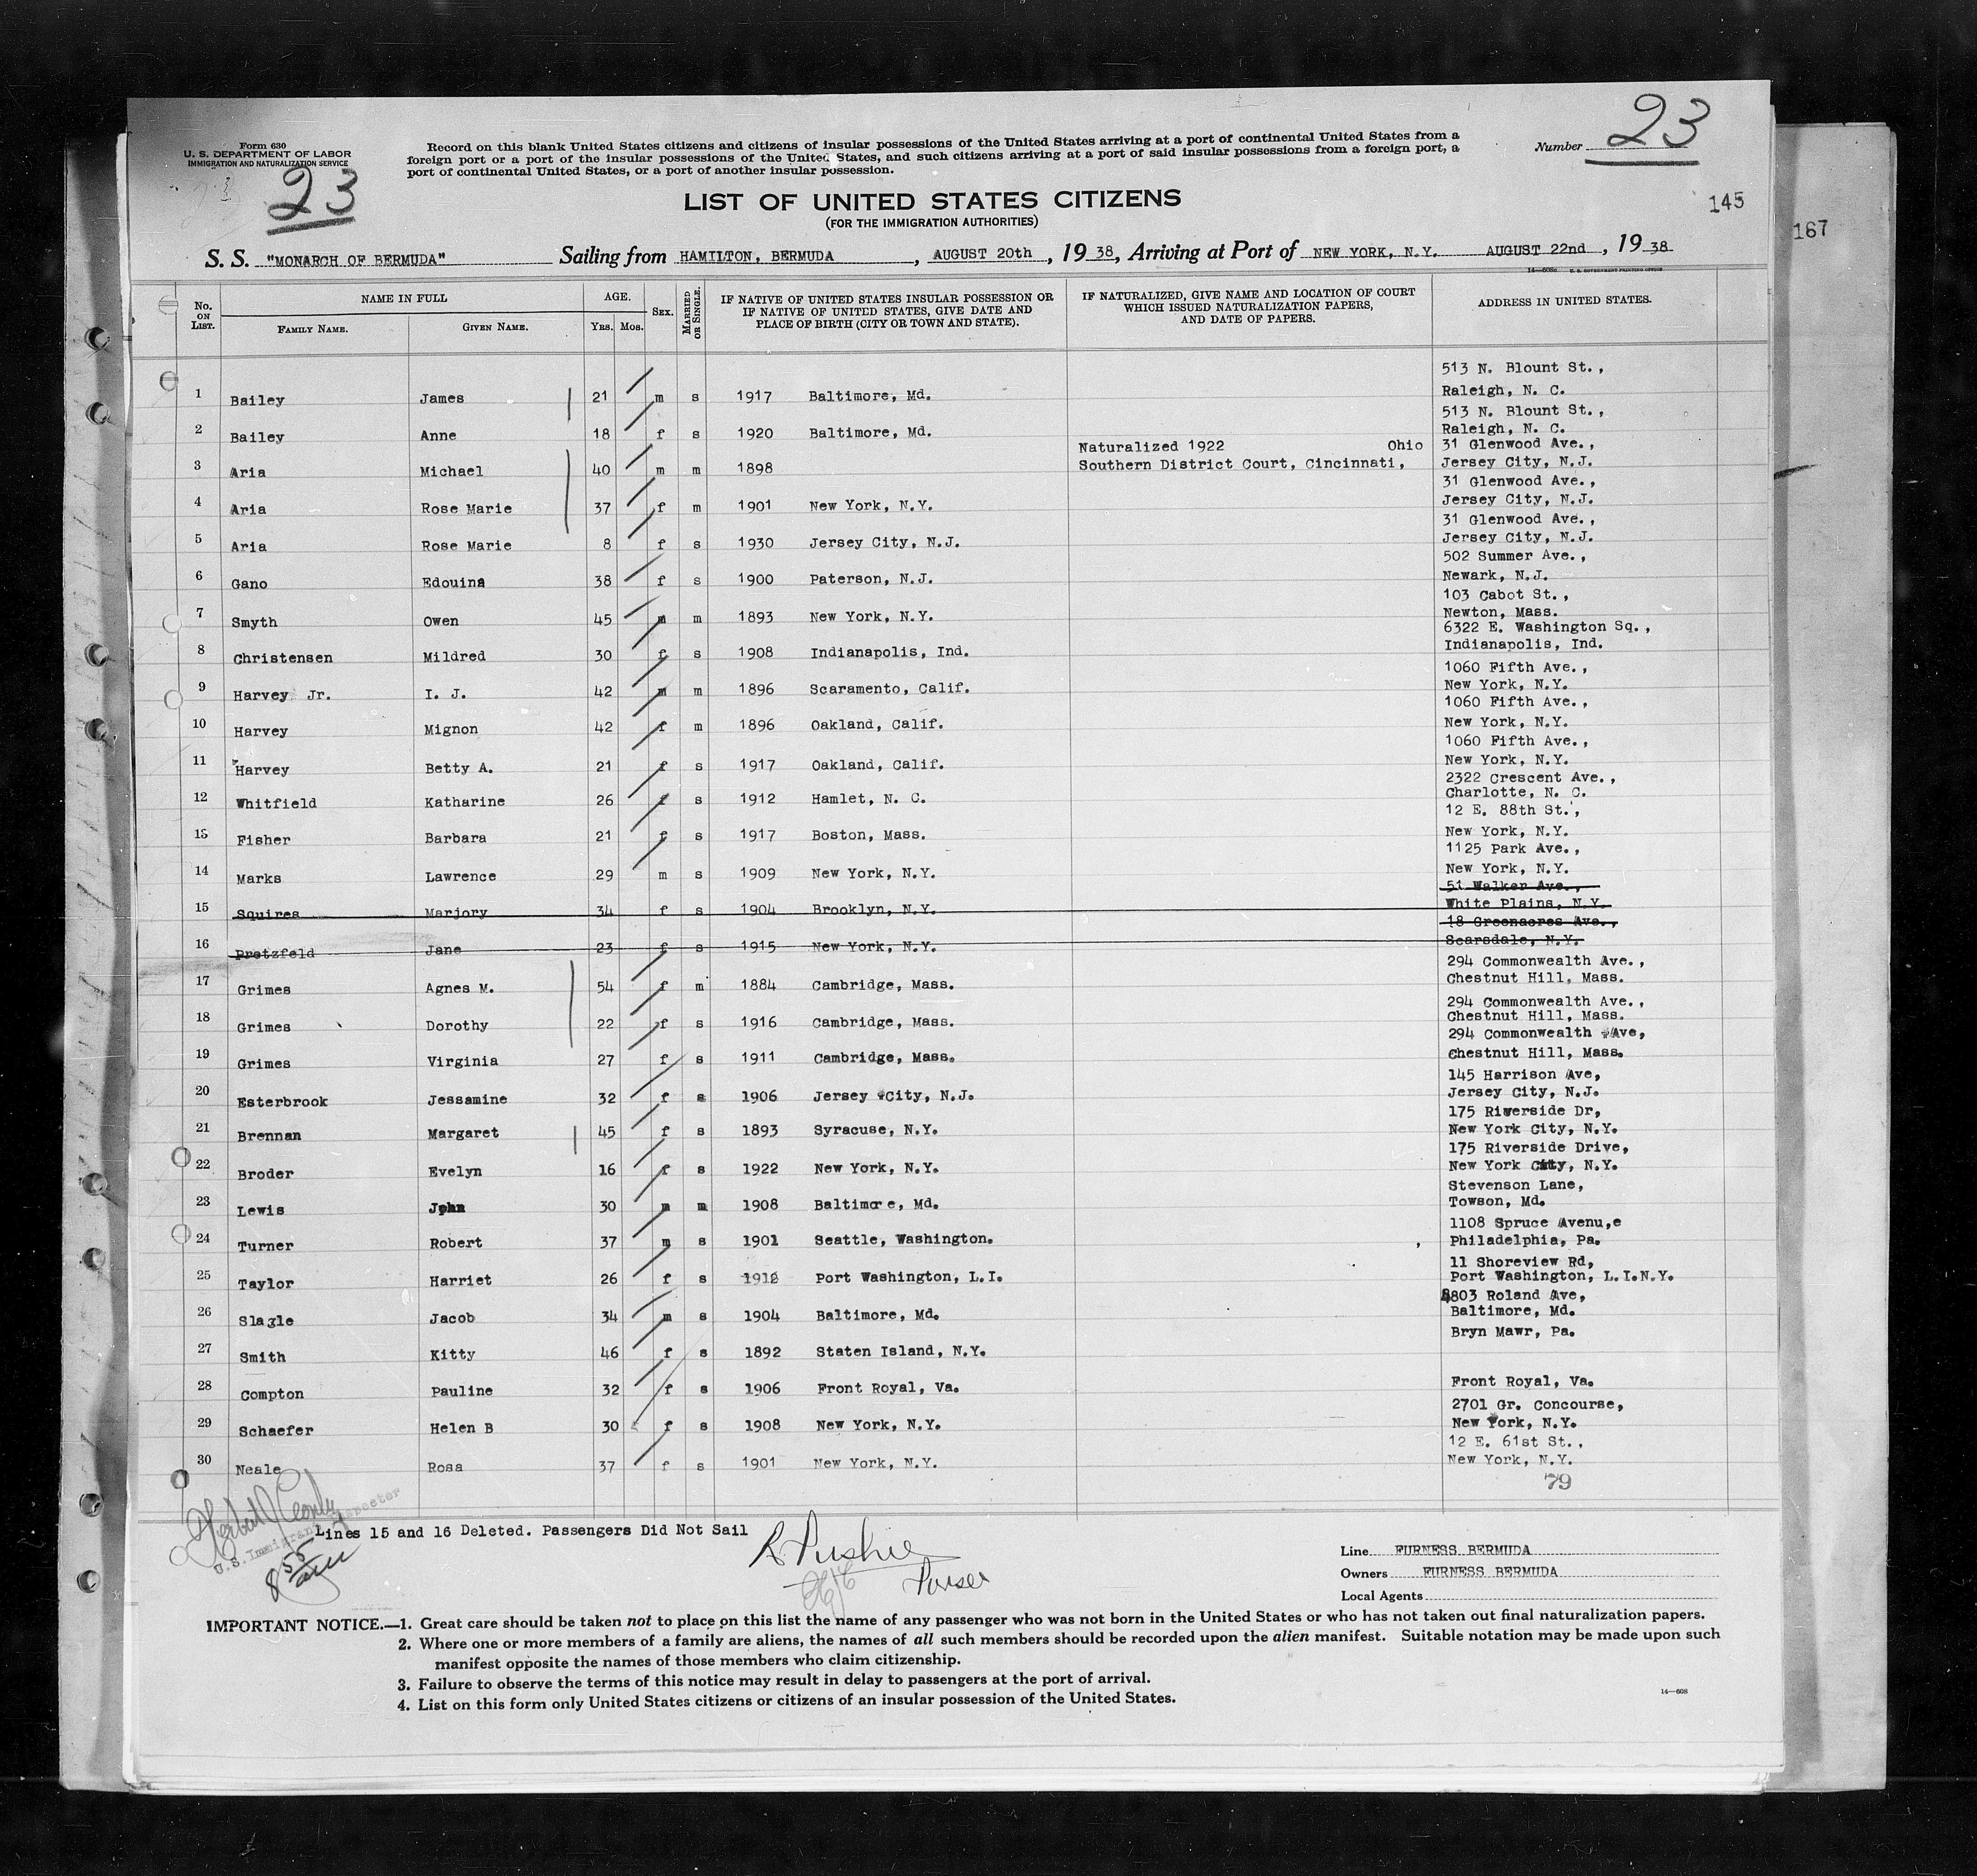 Form 630
U. S. DEPARTMENT OF LABOR
IMMIGRATION AND NATURALIZATION SERVICE
23
Record on this blank United States citizens and citizens of insular possessions of the United States arriving at a port of continental United States from a
foreign port or a port of the insular possessions of the United States, and such citizens arriving at a port of said insular possessions from a foreign port, a
port of continental United States, or a port of another insular possession.
Number 23
145
167
LIST OF UNITED STATES CITIZENS
(FOR THE IMMIGRATION AUTHORITIES)
S. S. "MONARCH OF BERMUDA" Sailing from HAMILTON, BERMUDA, AUGUST 20th, 19 38, Arriving at Port of NEW YORK, N.Y. AUGUST 22nd, 19 38
14—608c U. S. GOVERNMENT PRINTING OFFICE
No. ON LIST. NAME IN FULL FAMILY NAME. GIVEN NAME. AGE. YRS. MOS. SEX. MARRIED OR SINGLE. IF NATIVE OF UNITED STATES INSULAR POSSESSION OR IF NATIVE OF UNITED STATES, GIVE DATE AND PLACE OF BIRTH (CITY OR TOWN AND STATE). IF NATURALIZED, GIVE NAME AND LOCATION OF COURT WHICH ISSUED NATURALIZATION PAPERS, AND DATE OF PAPERS. ADDRESS IN UNITED STATES.
513 N. Blount St.,
1 Bailey James 21 m s 1917 Baltimore, Md. Raleigh, N. C.
513 N. Blount St.,
2 Bailey Anne 18 f s 1920 Baltimore, Md. Raleigh, N. C.
Naturalized 1922 Ohio 31 Glenwood Ave.,
3 Aria Michael 40 m m 1898 Southern District Court, Cincinnati, Jersey City, N.J.
31 Glenwood Ave.,
4 Aria Rose Marie 37 f m 1901 New York, N.Y. Jersey City, N.J.
31 Glenwood Ave.,
5 Aria Rose Marie 8 f s 1930 Jersey City, N.J. Jersey City, N.J.
502 Summer Ave.,
6 Gano Edouina 38 f s 1900 Paterson, N.J. Newark, N.J.
103 Cabot St.,
7 Smyth Owen 45 m m 1893 New York, N.Y. Newton, Mass.
6322 E. Washington Sq.,
8 Christensen Mildred 30 f s 1908 Indianapolis, Ind. Indianapolis, Ind.
1060 Fifth Ave.,
9 Harvey Jr. I. J. 42 m m 1896 Scaramento, Calif. New York, N.Y.
1060 Fifth Ave.,
10 Harvey Mignon 42 f m 1896 Oakland, Calif. New York, N.Y.
1060 Fifth Ave.,
11 Harvey Betty A. 21 f s 1917 Oakland, Calif. New York, N.Y.
2322 Crescent Ave.,
12 Whitfield Katharine 26 f s 1912 Hamlet, N. C. Charlotte, N. C.
12 E. 88th St.,
13 Fisher Barbara 21 f s 1917 Boston, Mass. New York, N.Y.
1125 Park Ave.,
14 Marks Lawrence 29 m s 1909 New York, N.Y. New York, N.Y.
51 Walker Ave.,
15 Squires Marjory 34 f s 1904 Brooklyn, N.Y. White Plains, N.Y.
18 Greenacres Ave.,
16 Pretzfeld Jane 23 f s 1915 New York, N.Y. Scarsdale, N.Y.
294 Commonwealth Ave.,
17 Grimes Agnes M. 54 f m 1884 Cambridge, Mass. Chestnut Hill, Mass.
294 Commonwealth Ave.,
18 Grimes Dorothy 22 f s 1916 Cambridge, Mass. Chestnut Hill, Mass.
294 Commonwealth Ave,
19 Grimes Virginia 27 f s 1911 Cambridge, Mass. Chestnut Hill, Mass.
145 Harrison Ave,
20 Esterbrook Jessamine 32 f s 1906 Jersey City, N.J. Jersey City, N.J.
175 Riverside Dr,
21 Brennan Margaret 45 f s 1893 Syracuse, N.Y. New York City, N.Y.
175 Riverside Drive,
22 Broder Evelyn 16 f s 1922 New York, N.Y. New York City, N.Y.
Stevenson Lane,
23 Lewis John 30 m m 1908 Baltimore, Md. Towson, Md.
1108 Spruce Avenu,e
24 Turner Robert 37 m s 1901 Seattle, Washington. , Philadelphia, Pa.
11 Shoreview Rd,
25 Taylor Harriet 26 f s 1912 Port Washington, L.I. Port Washington, L.I.N.Y.
4803 Roland Ave,
26 Slagle Jacob 34 m s 1904 Baltimore, Md. Baltimore, Md.
Bryn Mawr, Pa.
27 Smith Kitty 46 f s 1892 Staten Island, N.Y.
28 Compton Pauline 32 f s 1906 Front Royal, Va. Front Royal, Va.
2701 Gr. Concourse,
29 Schaefer Helen B 30 f s 1908 New York, N.Y. New York, N.Y.
12 E. 61st St.,
30 Neale Rosa 37 f s 1901 New York, N.Y. New York, N.Y.
79
U. S. Immigrant Inspector
8 55 am
Lines 15 and 16 Deleted. Passengers Did Not Sail
Purser
Line FURNESS BERMUDA
Owners FURNESS BERMUDA
Local Agents
IMPORTANT NOTICE.—1. Great care should be taken not to place on this list the name of any passenger who was not born in the United States or who has not taken out final naturalization papers.
2. Where one or more members of a family are aliens, the names of all such members should be recorded upon the alien manifest. Suitable notation may be made upon such
manifest opposite the names of those members who claim citizenship.
3. Failure to observe the terms of this notice may result in delay to passengers at the port of arrival.
4. List on this form only United States citizens or citizens of an insular possession of the United States.
14—608